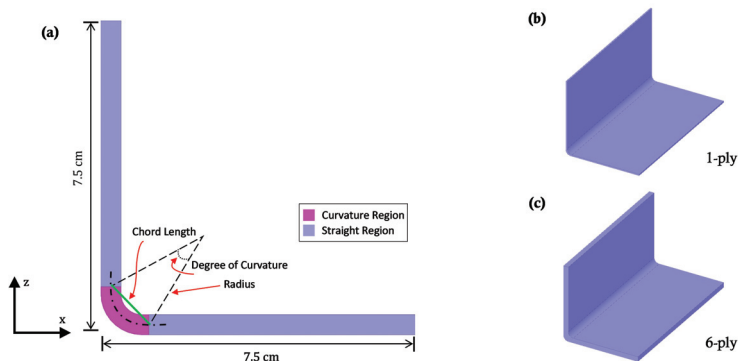 (a)
7.5 cm
Chord Length
Degree of Curvature
Radius
Curvature Region
Straight Region
z
x
7.5 cm
(b)
1-ply
(c)
6-ply